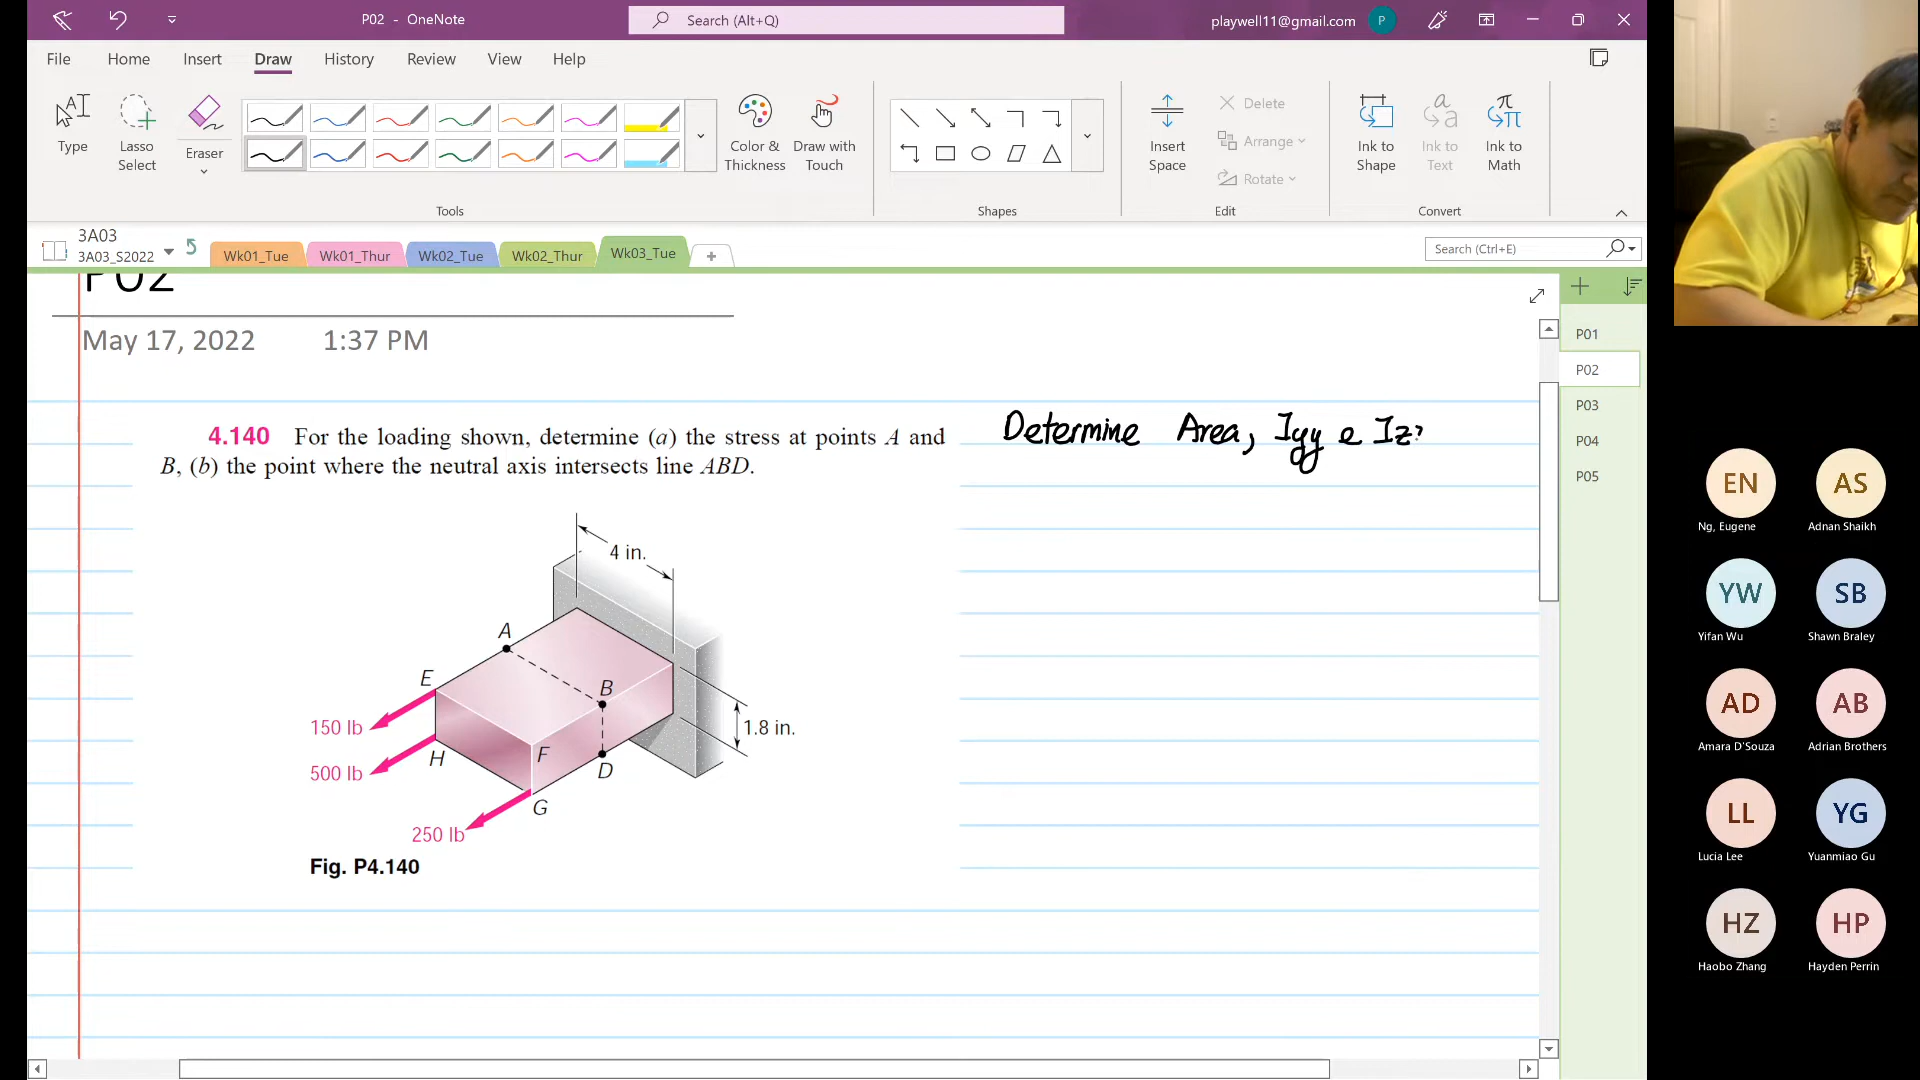 P02 - OneNote
Search (Alt+Q)
playwell11@gmail.com
P
File Home Insert Draw History Review View Help
Type
Lasso Select
Eraser
Color & Thickness
Draw with Touch
Insert Space
Delete
Arrange
Rotate
Ink to Shape
Ink to Text
Ink to Math
Tools
Shapes
Edit
Convert
3A03
3A03_S2022
Wk01_Tue
Wk01_Thur
Wk02_Tue
Wk02_Thur
Wk03_Tue
Search (Ctrl+E)
P02
May 17, 2022 1:37 PM
P01
P02
P03
P04
P05
4.140 For the loading shown, determine (a) the stress at points A and
B, (b) the point where the neutral axis intersects line ABD.
Determine Area, Iyy e Iz
4 in.
A
E
B
150 lb
1.8 in.
H
F
500 lb
D
G
250 lb
Fig. P4.140
EN
Ng, Eugene
AS
Adnan Shaikh
YW
Yifan Wu
SB
Shawn Braley
AD
Amara D'Souza
AB
Adrian Brothers
LL
Lucia Lee
YG
Yuanmiao Gu
HZ
Haobo Zhang
HP
Hayden Perrin